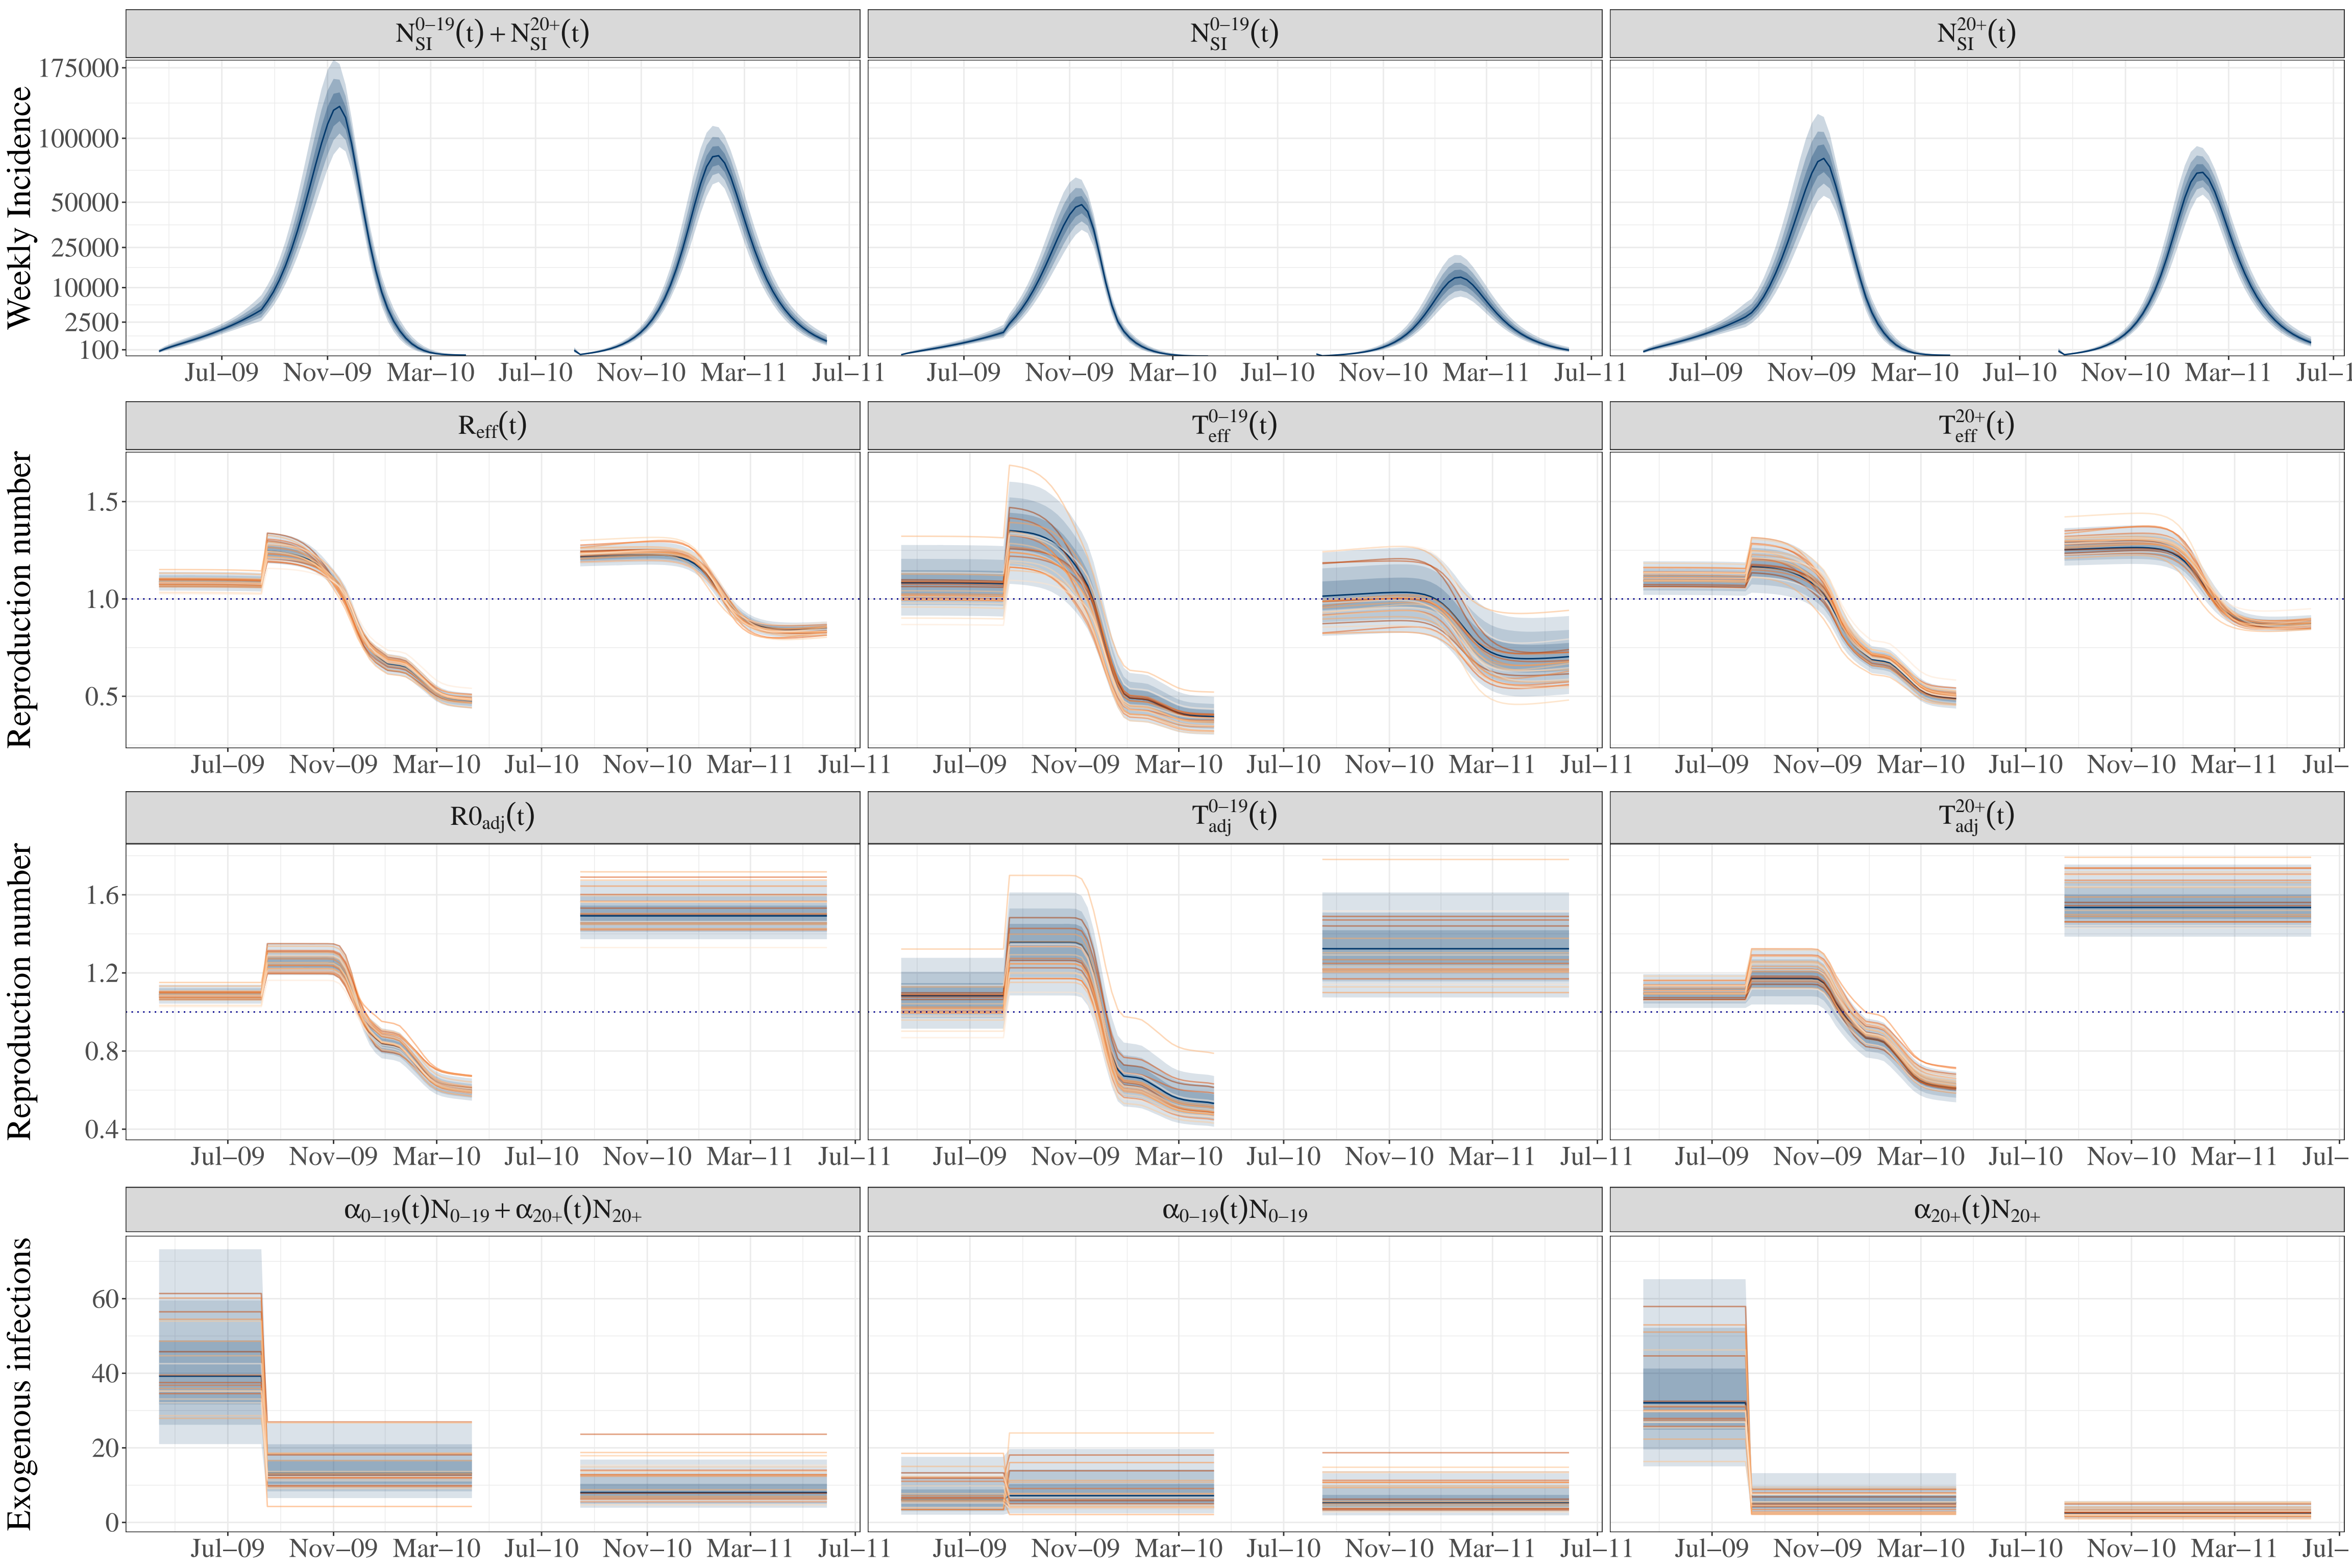 N_SI^0–19(t) + N_SI^20+(t) N_SI^0–19(t) N_SI^20+(t)
Weekly Incidence
175000
100000
50000
25000
10000
2500
100
Jul–09 Nov–09 Mar–10 Jul–10 Nov–10 Mar–11 Jul–11 Jul–09 Nov–09 Mar–10 Jul–10 Nov–10 Mar–11 Jul–11 Jul–09 Nov–09 Mar–10 Jul–10 Nov–10 Mar–11 Jul–1
R_eff(t) T_eff^0–19(t) T_eff^20+(t)
Reproduction number
1.5
1.0
0.5
Jul–09 Nov–09 Mar–10 Jul–10 Nov–10 Mar–11 Jul–11 Jul–09 Nov–09 Mar–10 Jul–10 Nov–10 Mar–11 Jul–11 Jul–09 Nov–09 Mar–10 Jul–10 Nov–10 Mar–11 Jul–
R0_adj(t) T_adj^0–19(t) T_adj^20+(t)
Reproduction number
1.6
1.2
0.8
0.4
Jul–09 Nov–09 Mar–10 Jul–10 Nov–10 Mar–11 Jul–11 Jul–09 Nov–09 Mar–10 Jul–10 Nov–10 Mar–11 Jul–11 Jul–09 Nov–09 Mar–10 Jul–10 Nov–10 Mar–11 Jul–
α_0–19(t)N_0–19 + α_20+(t)N_20+ α_0–19(t)N_0–19 α_20+(t)N_20+
Exogenous infections
60
40
20
0
Jul–09 Nov–09 Mar–10 Jul–10 Nov–10 Mar–11 Jul–11 Jul–09 Nov–09 Mar–10 Jul–10 Nov–10 Mar–11 Jul–11 Jul–09 Nov–09 Mar–10 Jul–10 Nov–10 Mar–11 Jul–